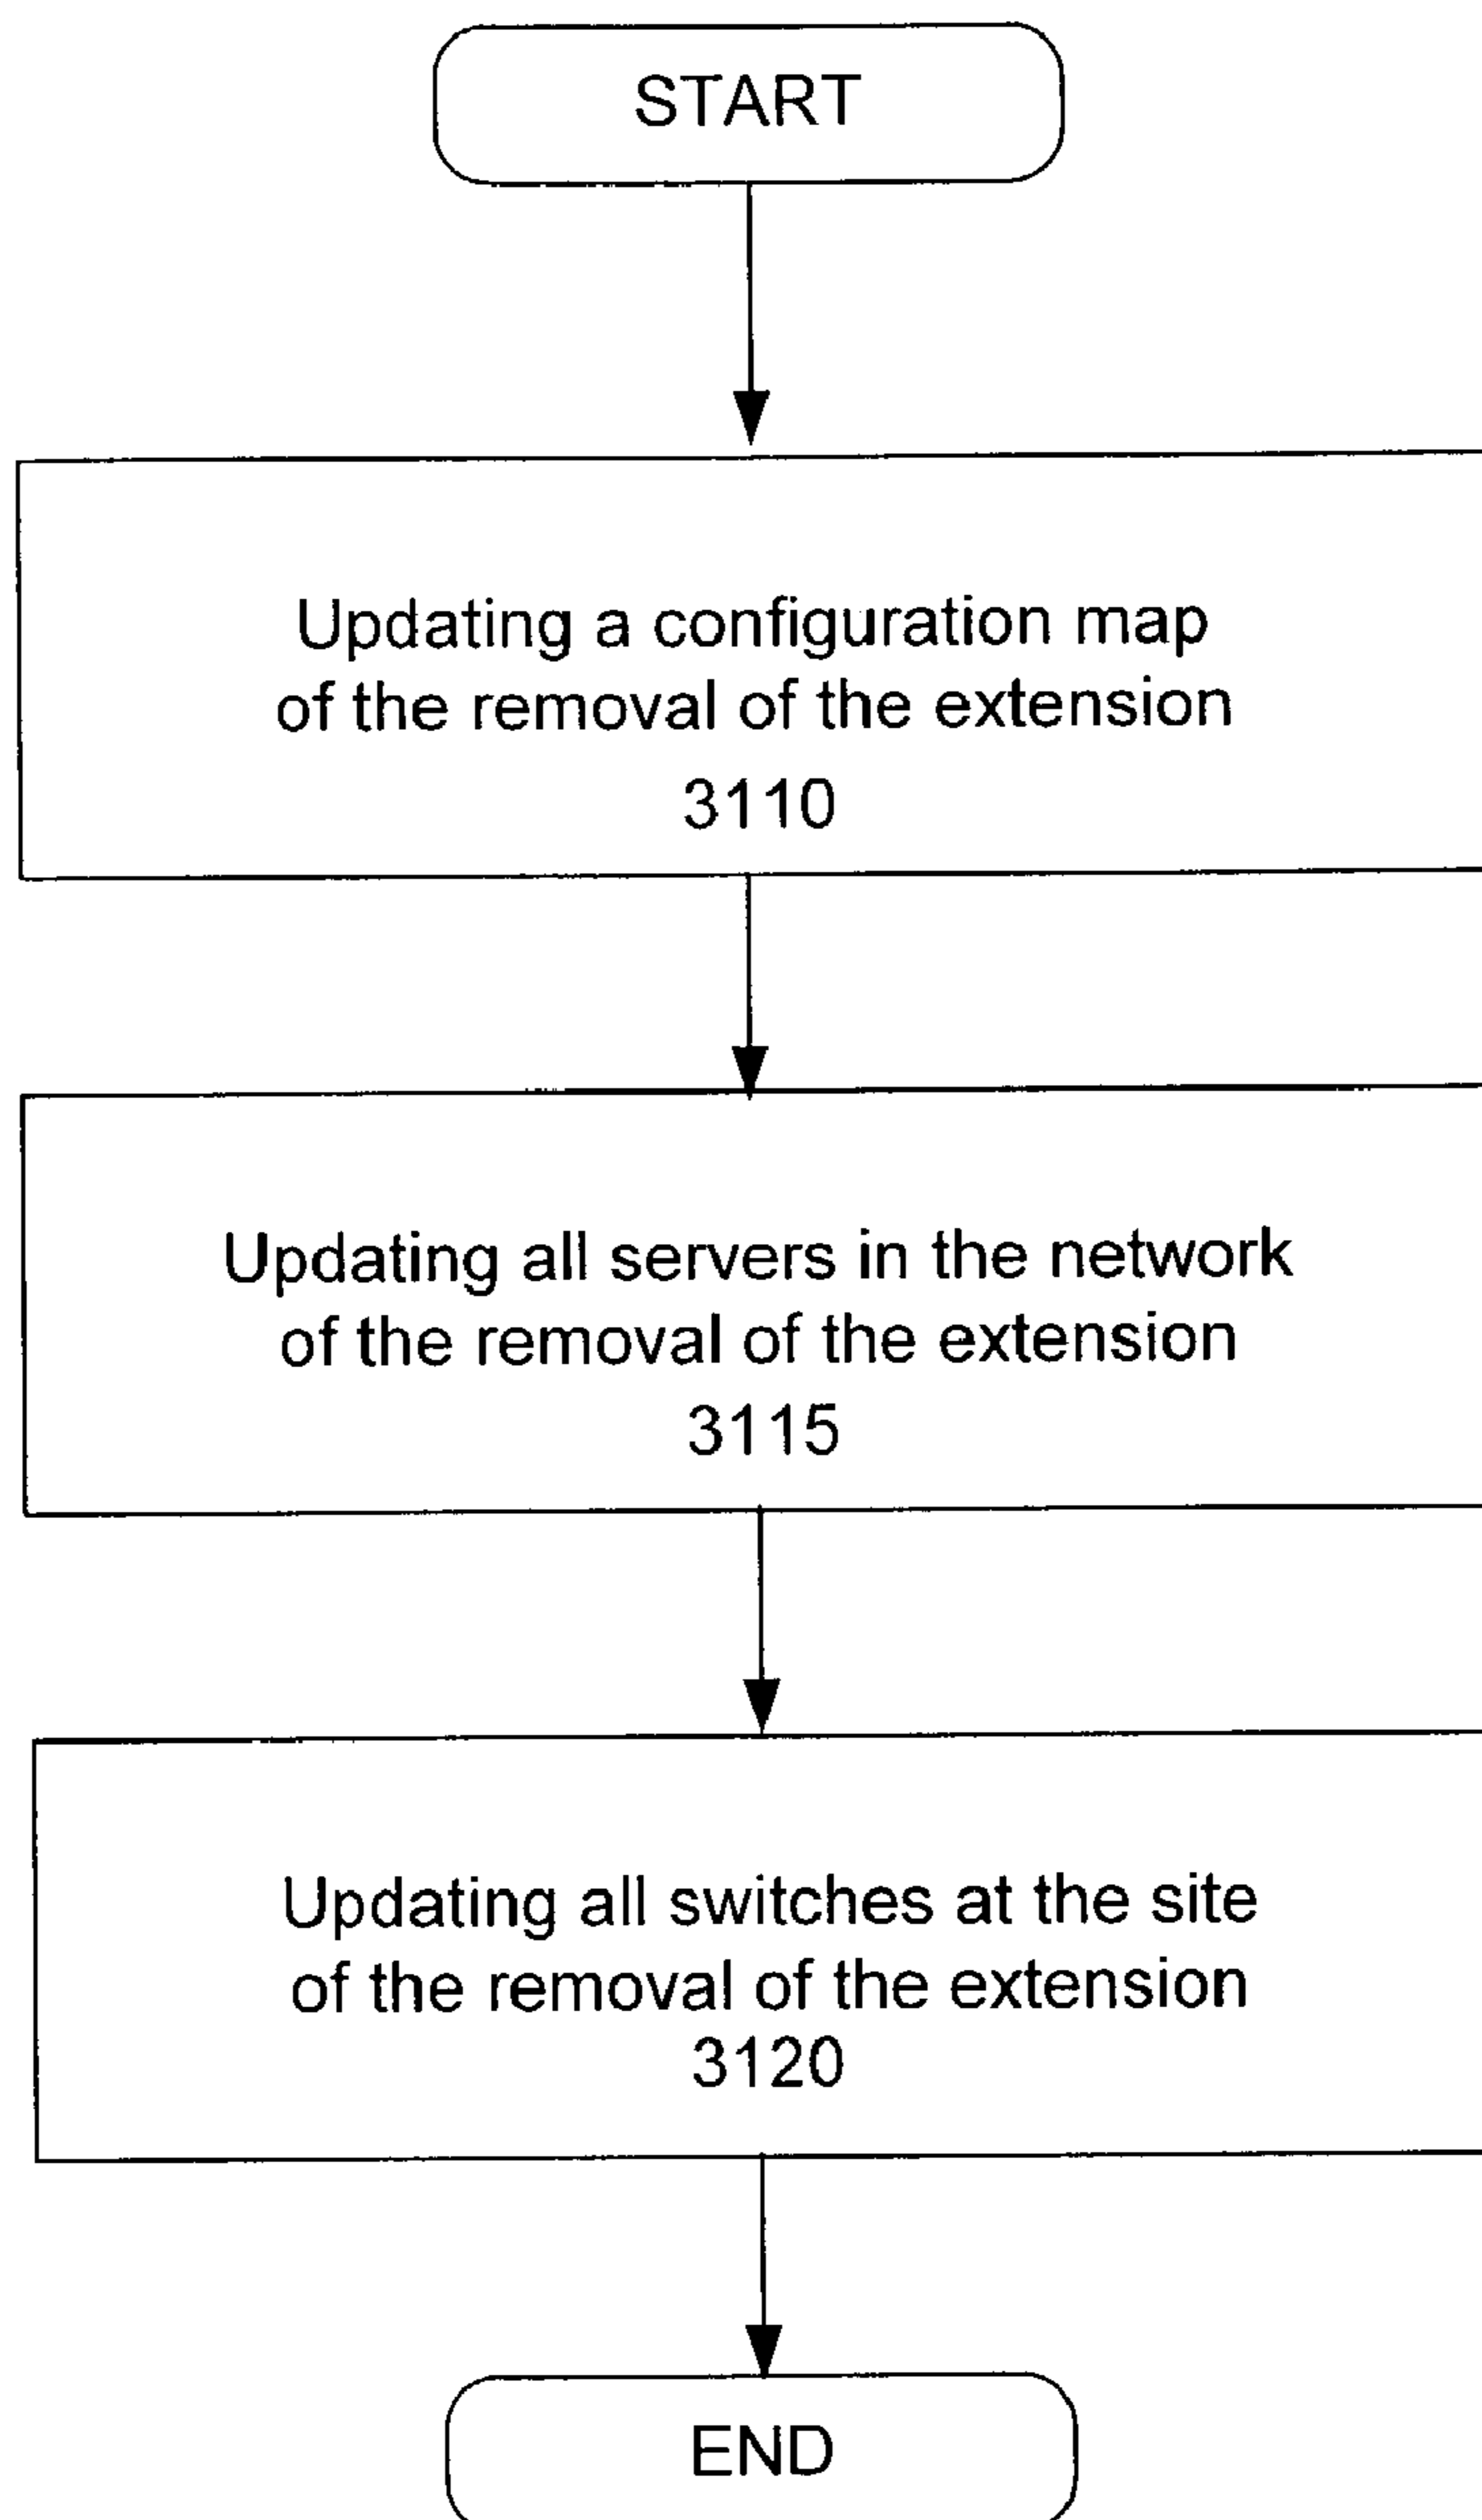 START
Updating a configuration map
of the removal of the extension
3110
Updating all servers in the network
of the removal of the extension
3115
Updating all switches at the site
of the removal of the extension
3120
END